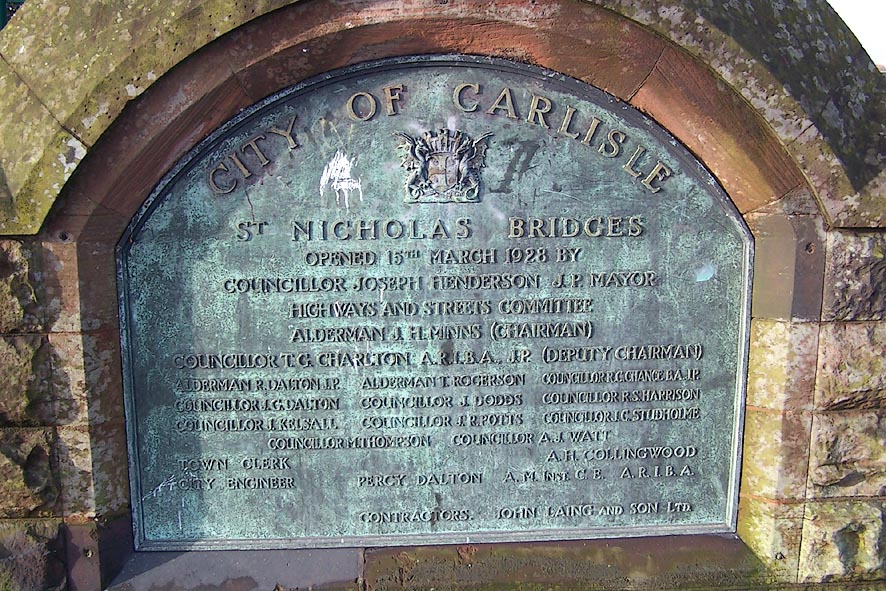 CITY OF CARLISLE
ST NICHOLAS BRIDGES
OPENED 15TH MARCH 1928 BY
COUNCILLOR JOSEPH HENDERSON J.P. MAYOR
HIGHWAYS AND STREETS COMMITTEE
ALDERMAN J. H. MINNS (CHAIRMAN)
COUNCILLOR T. G. CHARLTON A.R.I.B.A., J.P. (DEPUTY CHAIRMAN)
ALDERMAN R. DALTON J.P. ALDERMAN T. ROGERSON COUNCILLOR R.C. CHANCE B.A. J.P.
COUNCILLOR J. G. DALTON COUNCILLOR J. DODDS COUNCILLOR R. S. HARRISON
COUNCILLOR J. KELSALL COUNCILLOR J. R. POTTS COUNCILLOR J. C. STUDHOLME
COUNCILLOR M. THOMPSON COUNCILLOR A. J. WATT
TOWN CLERK A. H. COLLINGWOOD
CITY ENGINEER PERCY DALTON A.M. INST. C.E. A.R.I.B.A.
CONTRACTORS. JOHN LAING AND SON LTD.